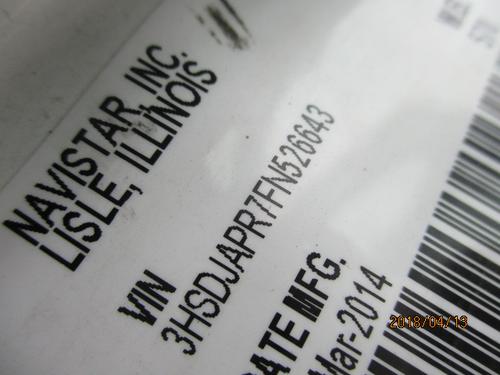 NAVISTAR, INC.
LISLE, ILLINOIS
VIN
3HSDJAPR7FN526643
DATE MFG.
Mar-2014
2018/04/13